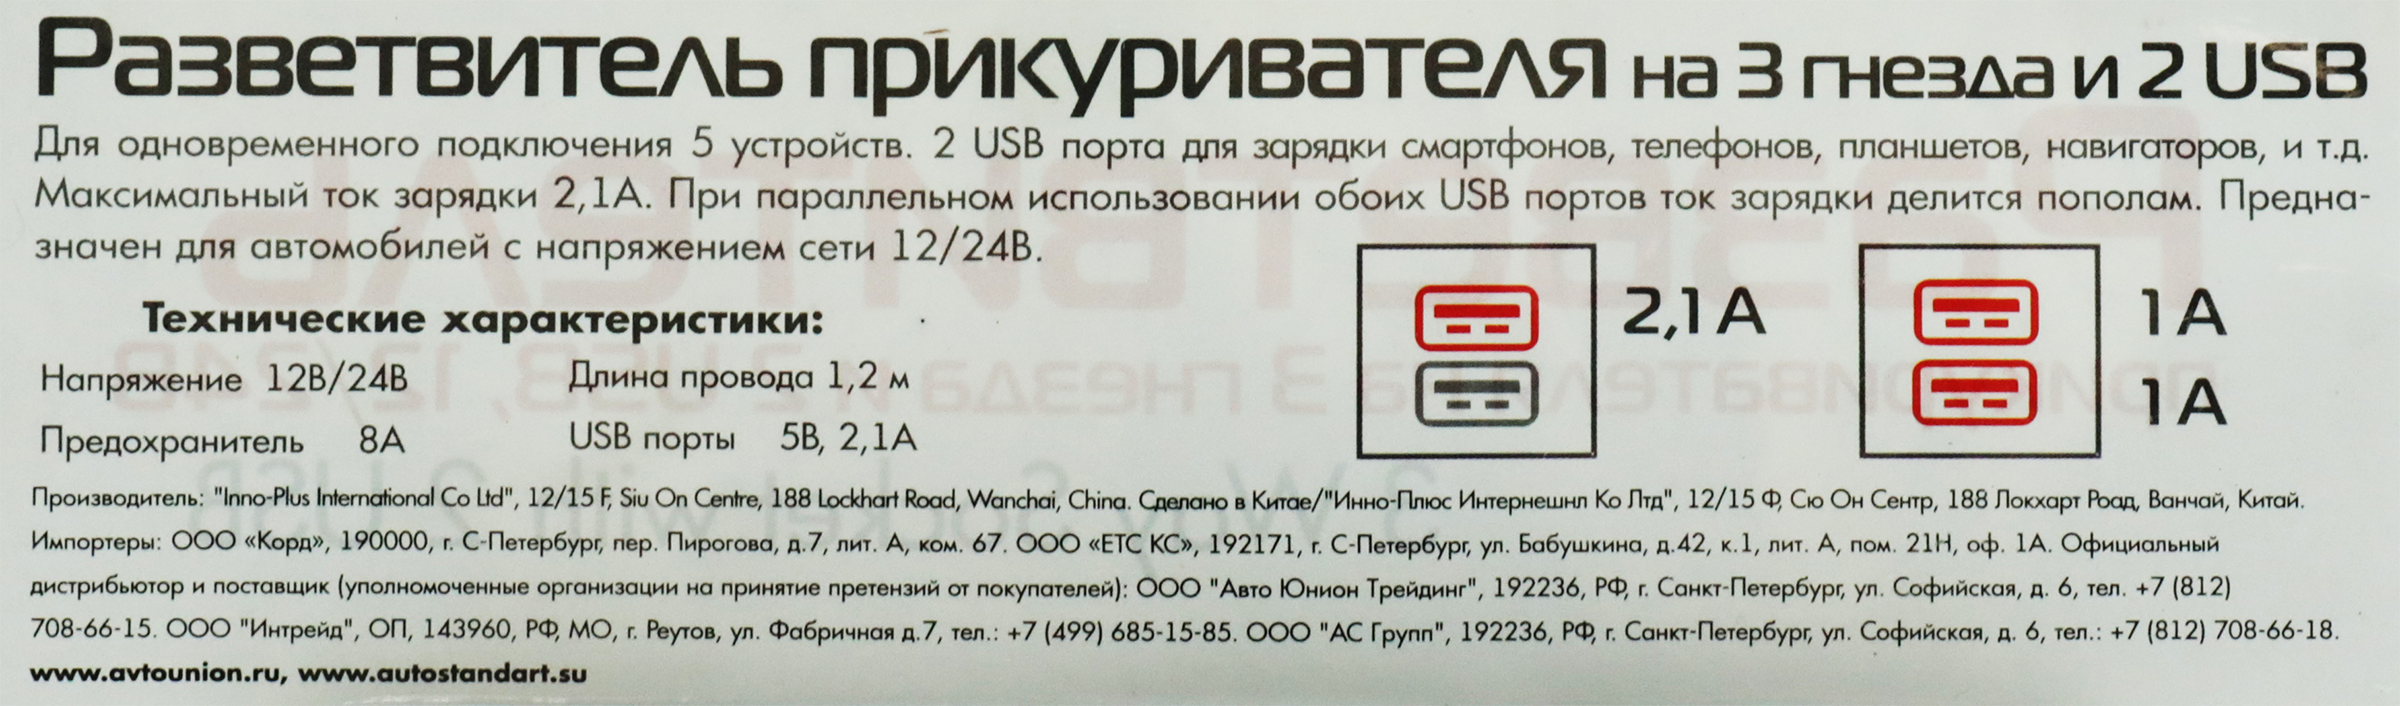 Разветвитель прикуривателя на 3 гнезда и 2 USB
Для одновременного подключения 5 устройств. 2 USB порта для зарядки смартфонов, телефонов, планшетов, навигаторов, и т.д.
Максимальный ток зарядки 2,1А. При параллельном использовании обоих USB портов ток зарядки делится пополам. Предна-
значен для автомобилей с напряжением сети 12/24В.
Технические характеристики:
Напряжение 12В/24В Длина провода 1,2 м
Предохранитель 8А USB порты 5В, 2,1А
2,1 А
1 А
1 А
Производитель: "Inno-Plus International Co Ltd", 12/15 F, Siu On Centre, 188 Lockhart Road, Wanchai, China. Сделано в Китае/"Инно-Плюс Интернешнл Ко Лтд", 12/15 Ф, Сю Он Сентр, 188 Локхарт Роад, Ванчай, Китай.
Импортеры: ООО «Корд», 190000, г. С-Петербург, пер. Пирогова, д.7, лит. А, ком. 67. ООО «ЕТС КС», 192171, г. С-Петербург, ул. Бабушкина, д.42, к.1, лит. А, пом. 21Н, оф. 1А. Официальный
дистрибьютор и поставщик (уполномоченные организации на принятие претензий от покупателей): ООО "Авто Юнион Трейдинг", 192236, РФ, г. Санкт-Петербург, ул. Софийская, д. 6, тел. +7 (812)
708-66-15. ООО "Интрейд", ОП, 143960, РФ, МО, г. Реутов, ул. Фабричная д.7, тел.: +7 (499) 685-15-85. ООО "АС Групп", 192236, РФ, г. Санкт-Петербург, ул. Софийская, д. 6, тел.: +7 (812) 708-66-18.
www.avtounion.ru, www.autostandart.su